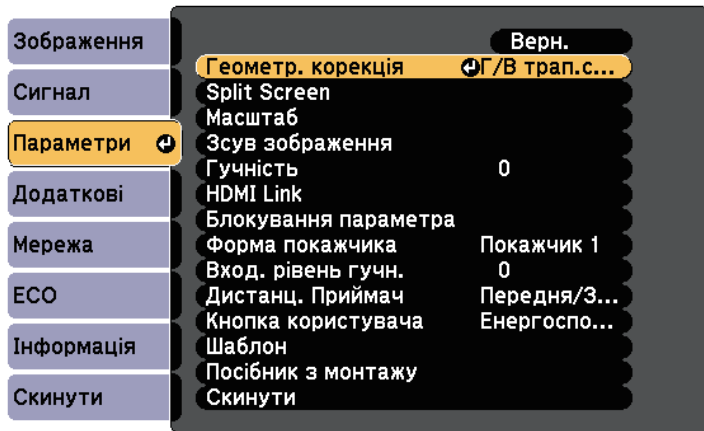 Зображення
Сигнал
Параметри
Додаткові
Мережа
ECO
Інформація
Скинути
Верн.
Геометр. корекція Г/В трап.с...
Split Screen
Масштаб
Зсув зображення
Гучність 0
HDMI Link
Блокування параметра
Форма покажчика Покажчик 1
Вход. рівень гучн. 0
Дистанц. Приймач Передня/З...
Кнопка користувача Енергоспо...
Шаблон
Посібник з монтажу
Скинути